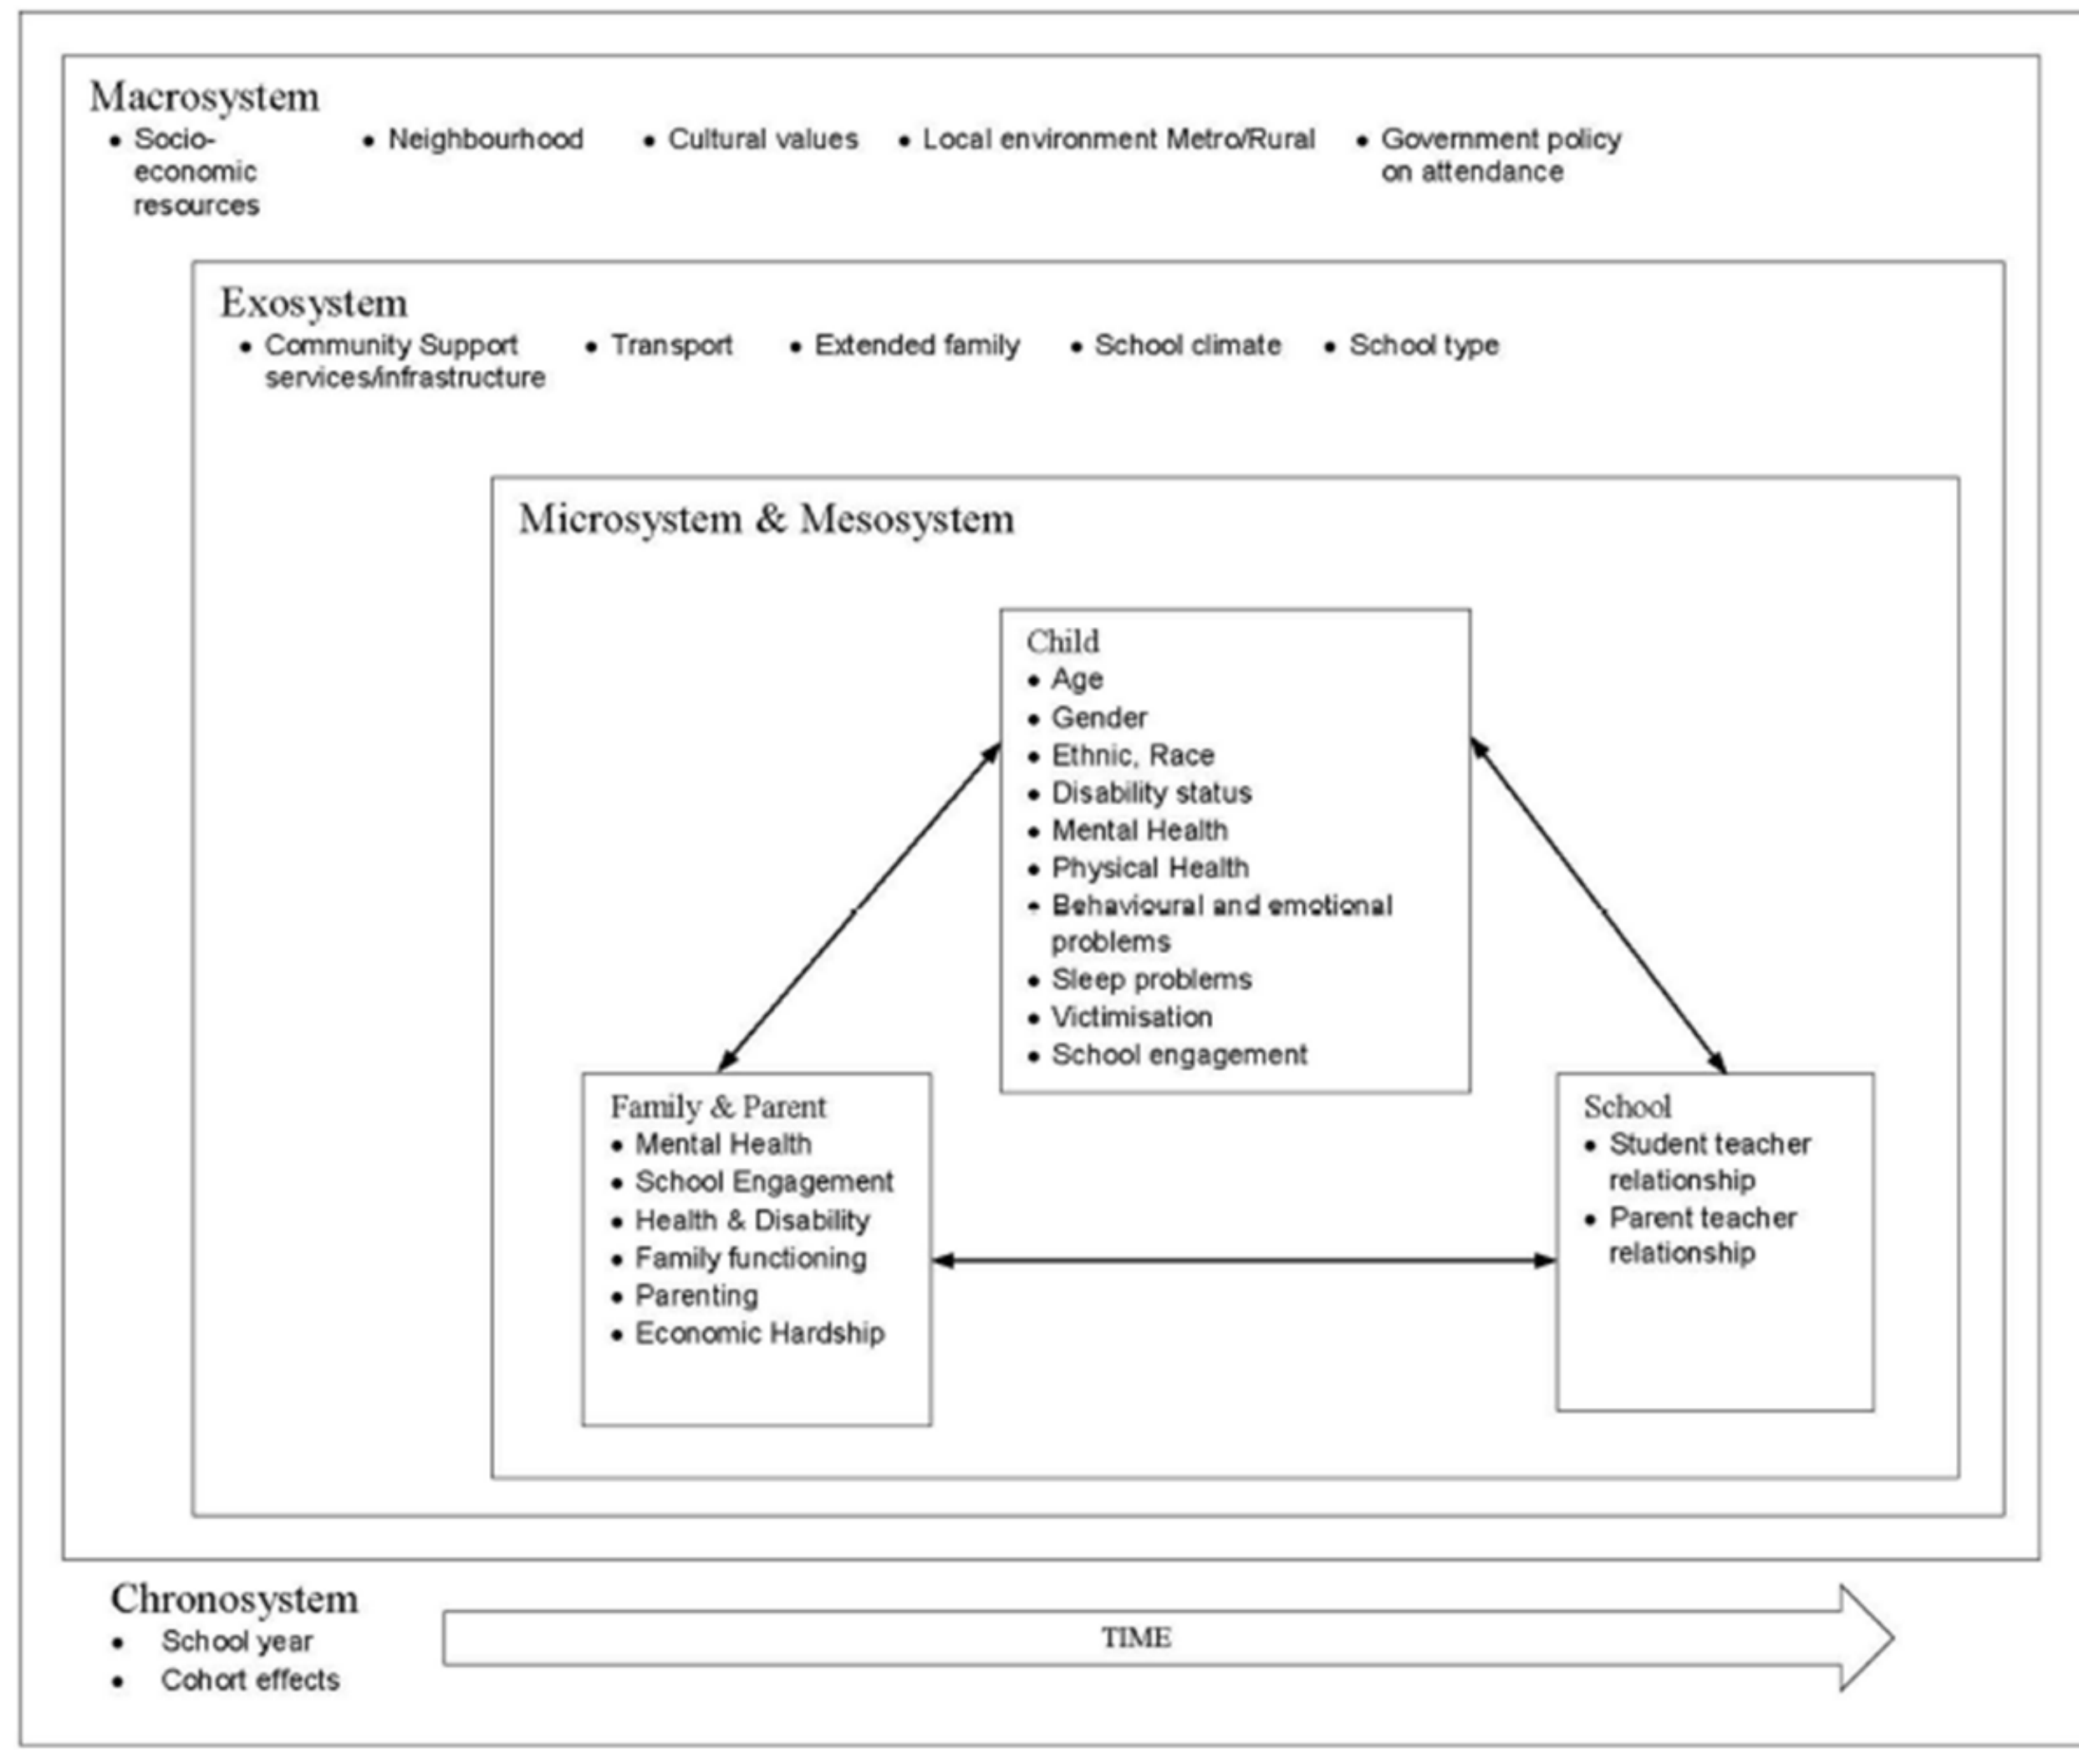 Macrosystem
• Socio-
economic
resources
• Neighbourhood
• Cultural values
• Local environment Metro/Rural
• Government policy
on attendance
Exosystem
• Community Support
services/infrastructure
• Transport
• Extended family
• School climate
• School type
Microsystem & Mesosystem
Child
• Age
• Gender
• Ethnic, Race
• Disability status
• Mental Health
• Physical Health
• Behavioural and emotional
problems
• Sleep problems
• Victimisation
• School engagement
Family & Parent
• Mental Health
• School Engagement
• Health & Disability
• Family functioning
• Parenting
• Economic Hardship
School
• Student teacher
relationship
• Parent teacher
relationship
Chronosystem
• School year
• Cohort effects
TIME